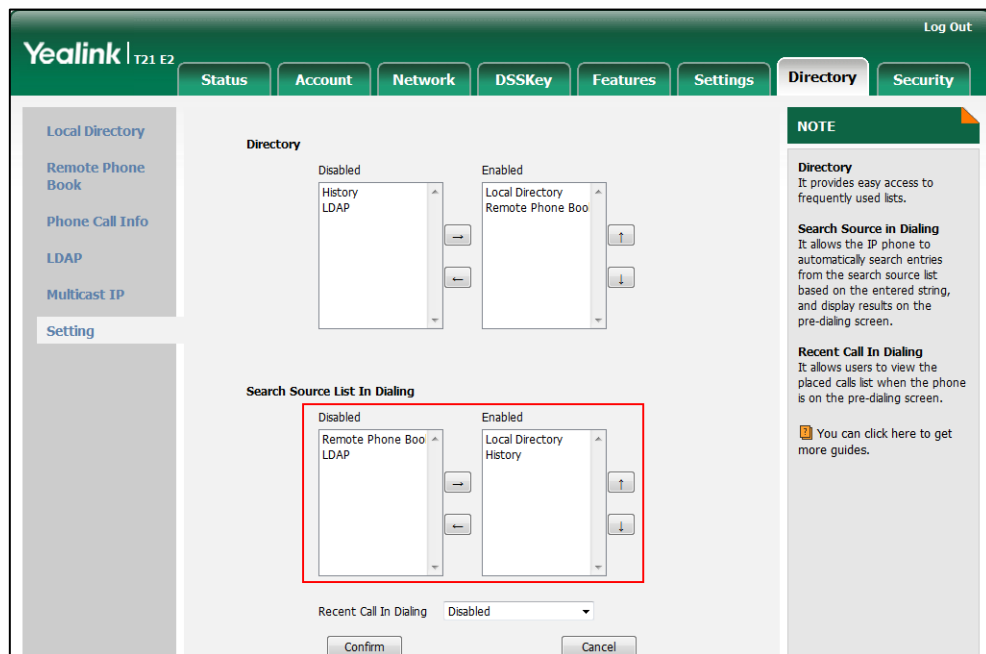 Log Out
Yealink T21 E2
Status Account Network DSSKey Features Settings Directory Security
Local Directory
Remote Phone
Book
Phone Call Info
LDAP
Multicast IP
Setting
Directory
Disabled Enabled
History
LDAP
→
←
Local Directory
Remote Phone Boo
↑
↓
Search Source List In Dialing
Disabled Enabled
Remote Phone Boo
LDAP
→
←
Local Directory
History
↑
↓
Recent Call In Dialing Disabled
Confirm Cancel
NOTE
Directory
It provides easy access to
frequently used lists.
Search Source in Dialing
It allows the IP phone to
automatically search entries
from the search source list
based on the entered string,
and display results on the
pre-dialing screen.
Recent Call In Dialing
It allows users to view the
placed calls list when the phone
is on the pre-dialing screen.
? You can click here to get
more guides.